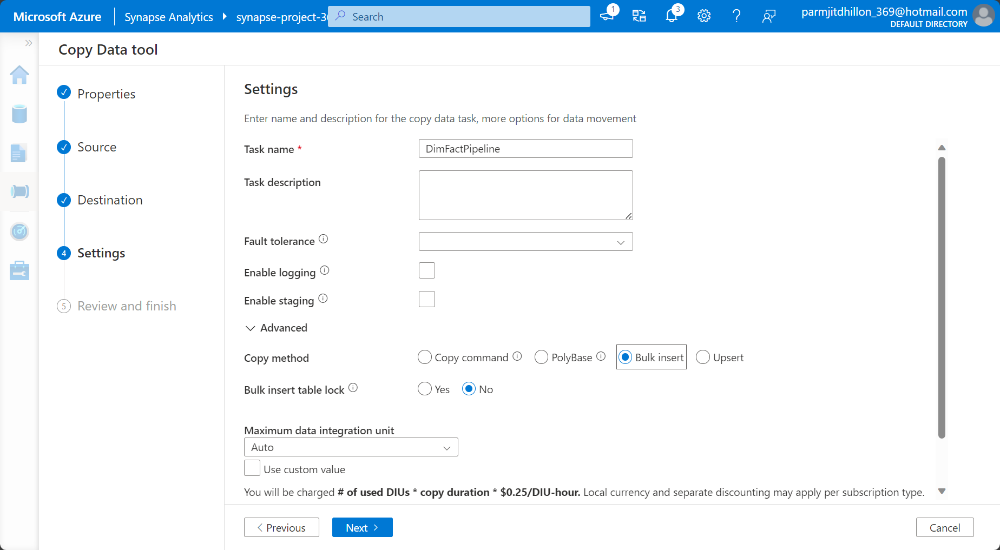 Microsoft Azure
Synapse Analytics
synapse-project-3
Search
1
3
parmjitdhillon_369@hotmail.com
DEFAULT DIRECTORY
Copy Data tool
Properties
Source
Destination
4 Settings
5 Review and finish
Settings
Enter name and description for the copy data task, more options for data movement
Task name * DimFactPipeline
Task description
Fault tolerance
Enable logging
Enable staging
Advanced
Copy method Copy command PolyBase Bulk insert Upsert
Bulk insert table lock Yes No
Maximum data integration unit
Auto
Use custom value
You will be charged # of used DIUs * copy duration * $0.25/DIU-hour. Local currency and separate discounting may apply per subscription type.
< Previous Next > Cancel